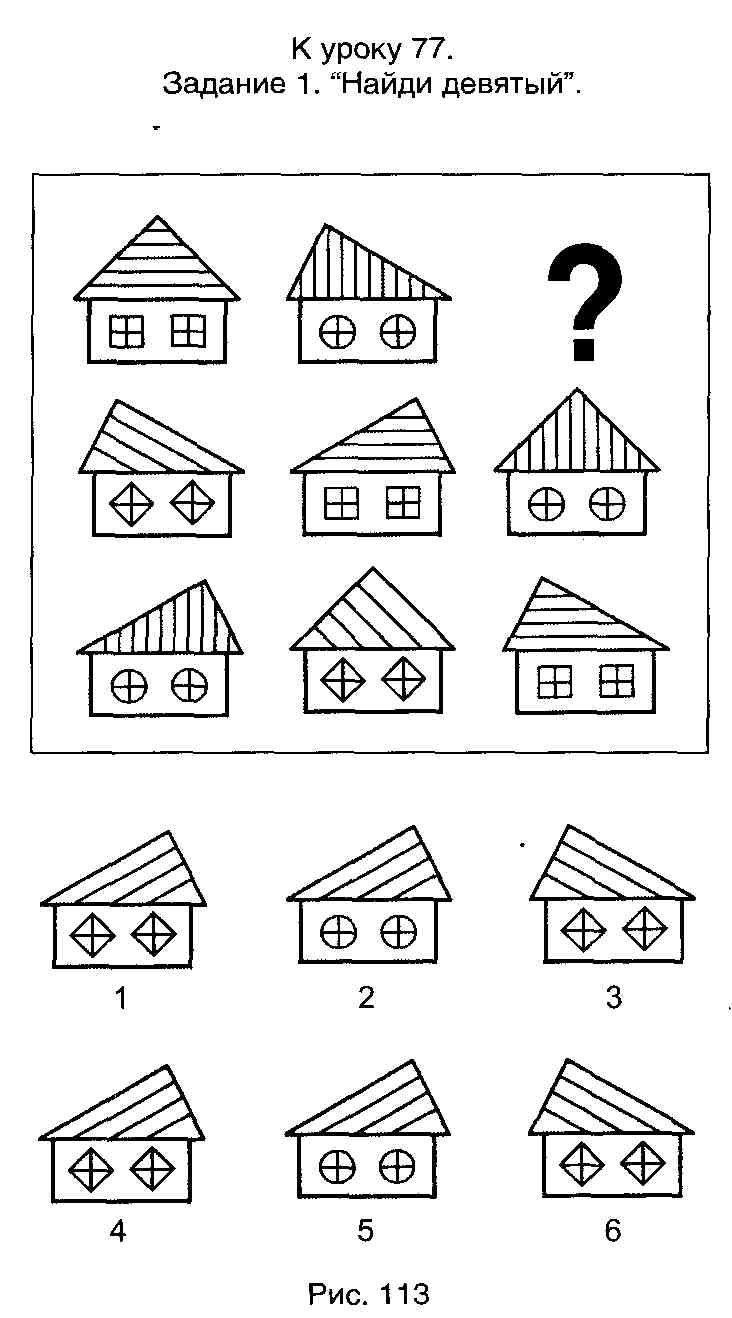 К уроку 77.
Задание 1. “Найди девятый”.
?
1 2 3
4 5 6
Рис. 113